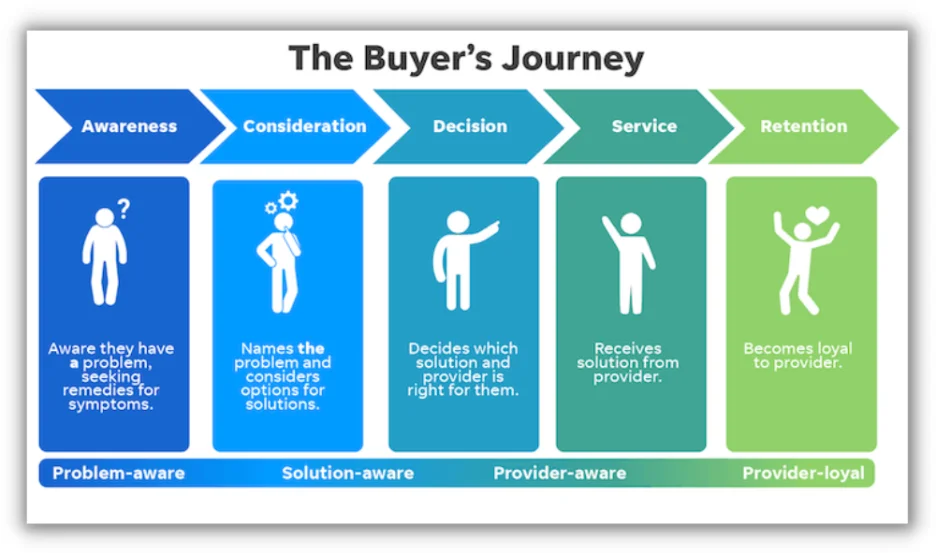 The Buyer's Journey
Awareness
Consideration
Decision
Service
Retention
?
Aware they have
a problem,
seeking
remedies for
symptoms.
Names the
problem and
considers
options for
solutions.
Decides which
solution and
provider is
right for them.
Receives
solution from
provider.
Becomes loyal
to provider.
Problem-aware
Solution-aware
Provider-aware
Provider-loyal